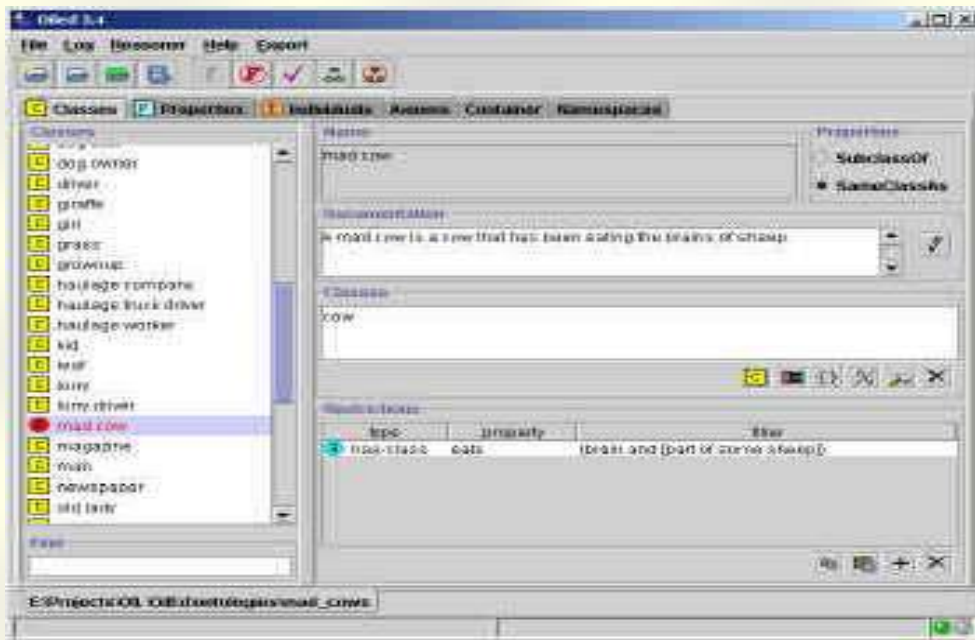 OilEd 3.4
File Log Reasoner Help Export
Classes Properties Individuals Axioms Container Namespaces
Classes
dog owner
driver
giraffe
girl
grass
grownup
haulage company
haulage truck driver
haulage worker
kid
leaf
lorry
lorry driver
mad cow
magazine
man
newspaper
old lady
Find
Name
mad cow
Properties
SubclassOf
SameClassAs
Documentation
A mad cow is a cow that has been eating the brains of sheep
Classes
cow
Restrictions
type property filler
has-class eats (brain and (part of some sheep))
E:\Projects\OIL